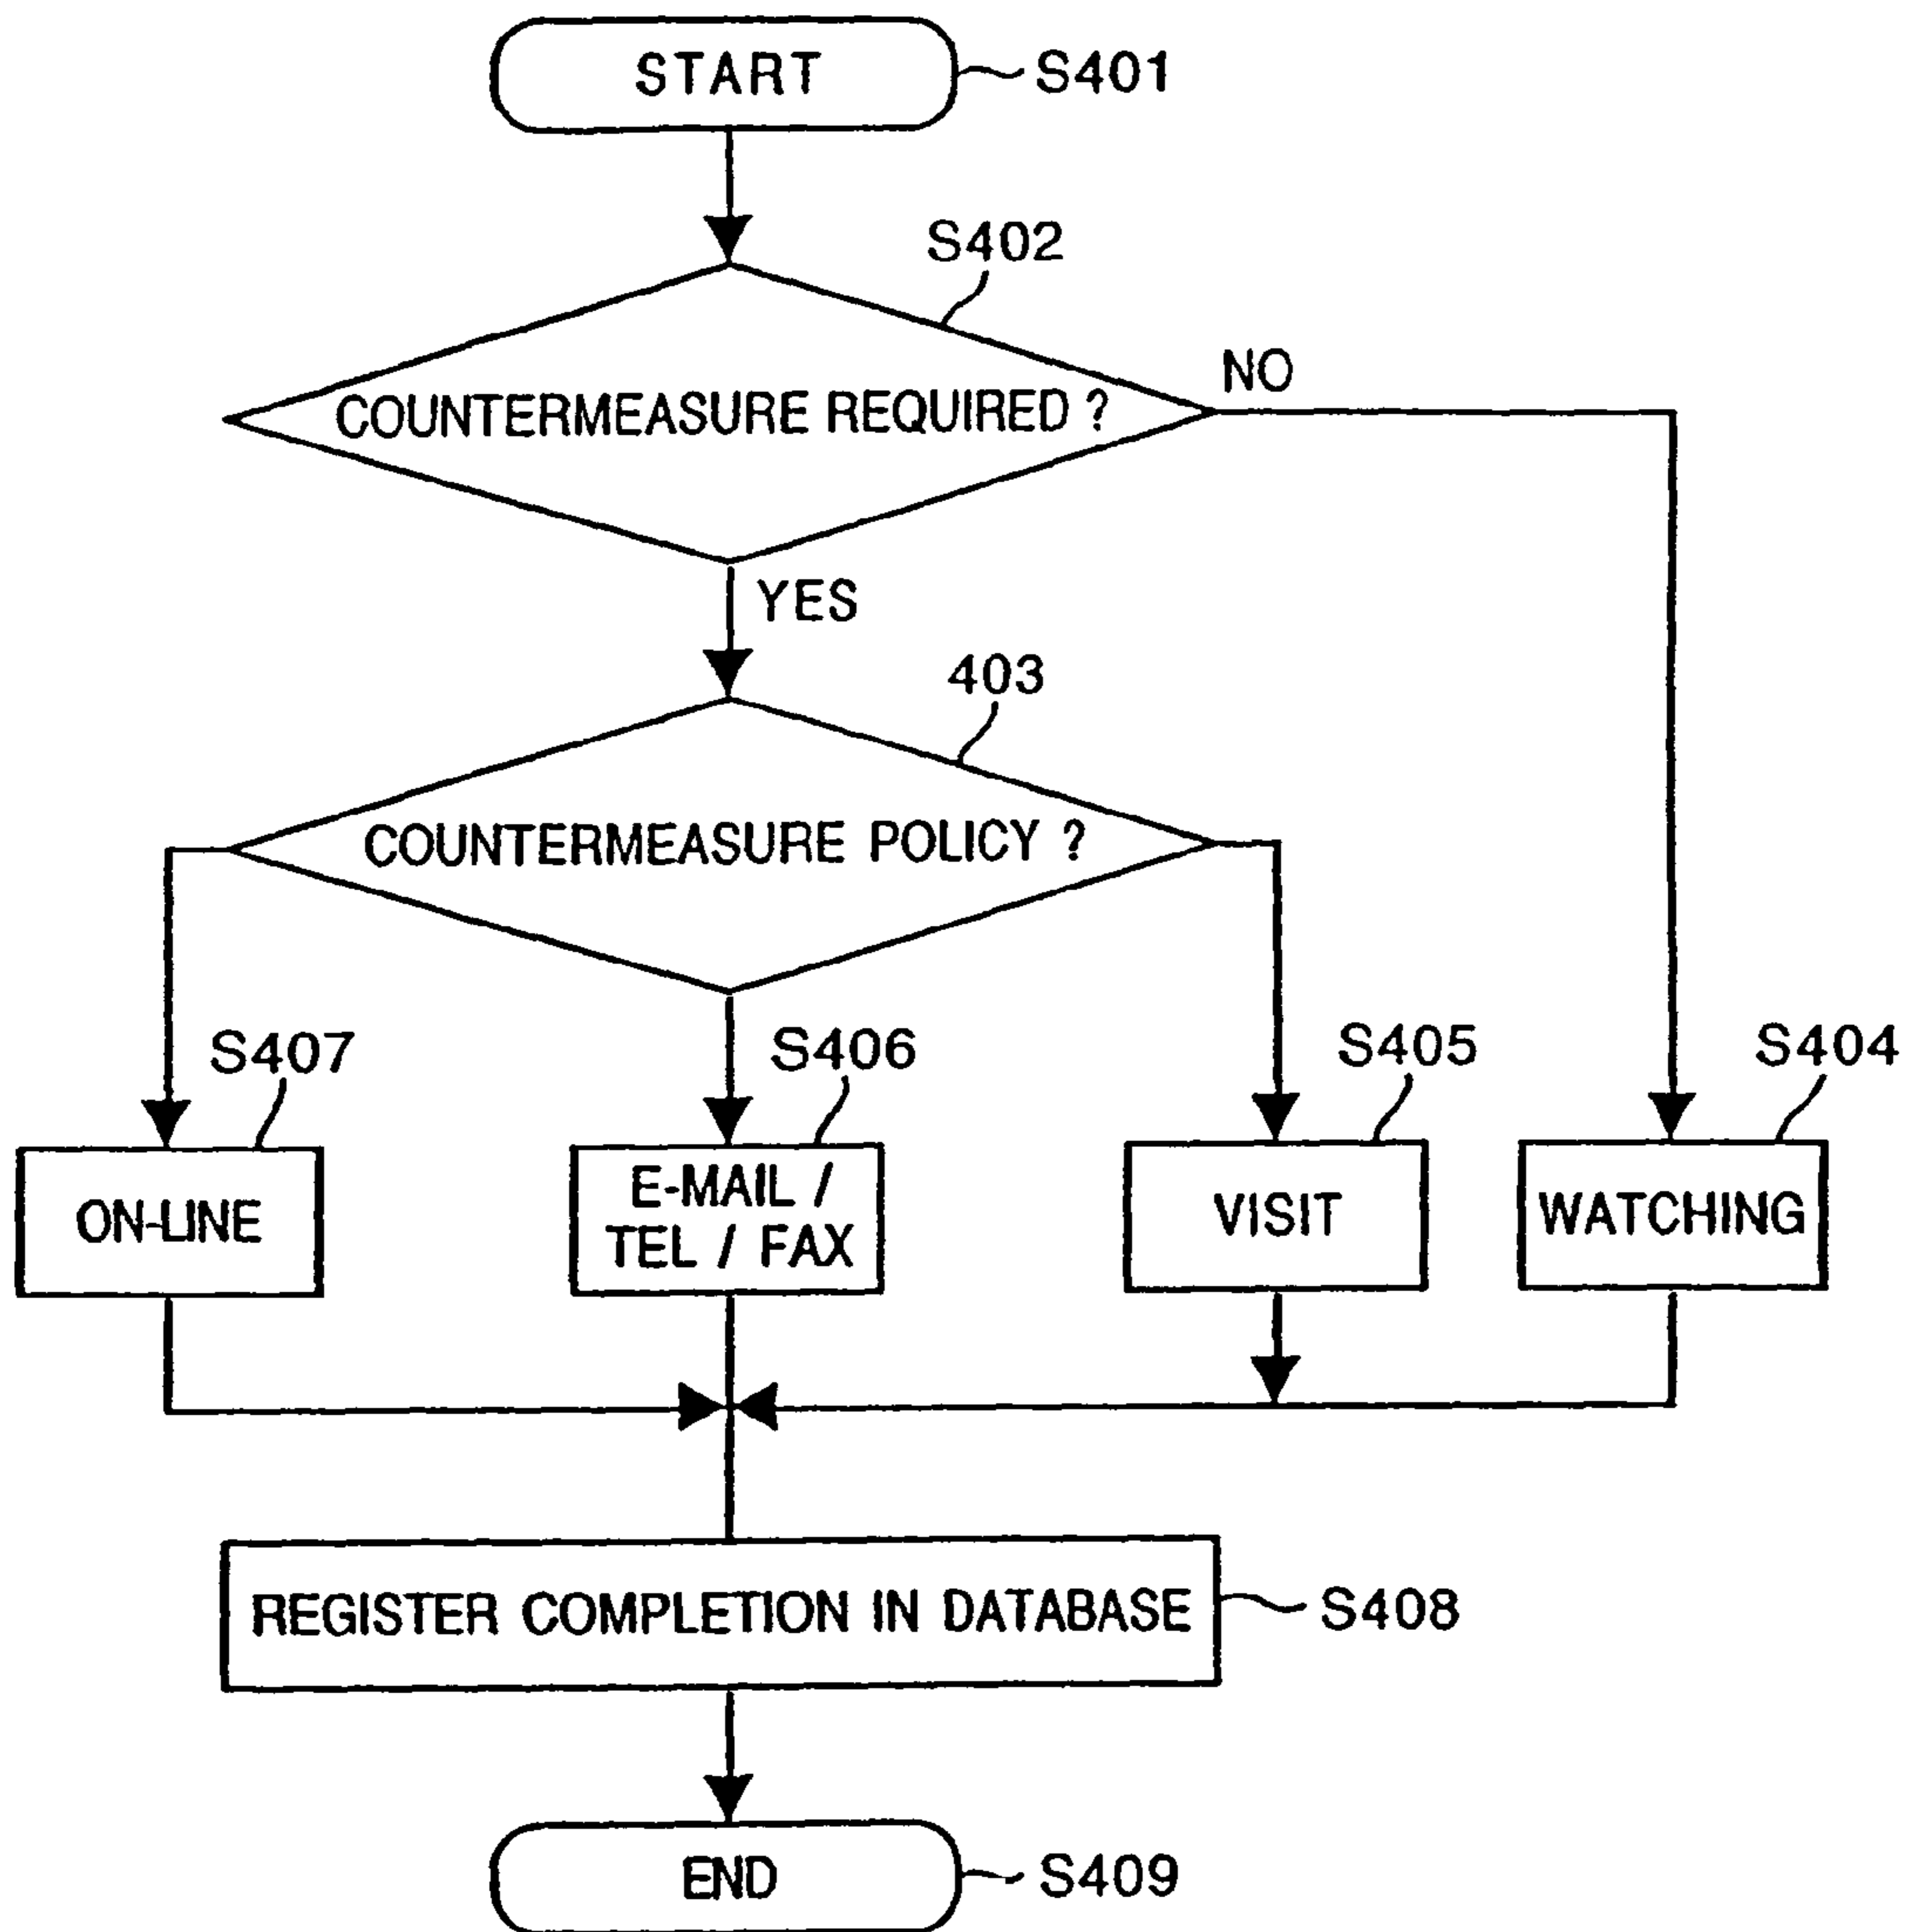 START
S401
S402
COUNTERMEASURE REQUIRED ?
NO
YES
403
COUNTERMEASURE POLICY ?
S407
S406
S405
S404
ON-LINE
E-MAIL /
TEL / FAX
VISIT
WATCHING
REGISTER COMPLETION IN DATABASE
S408
END
S409